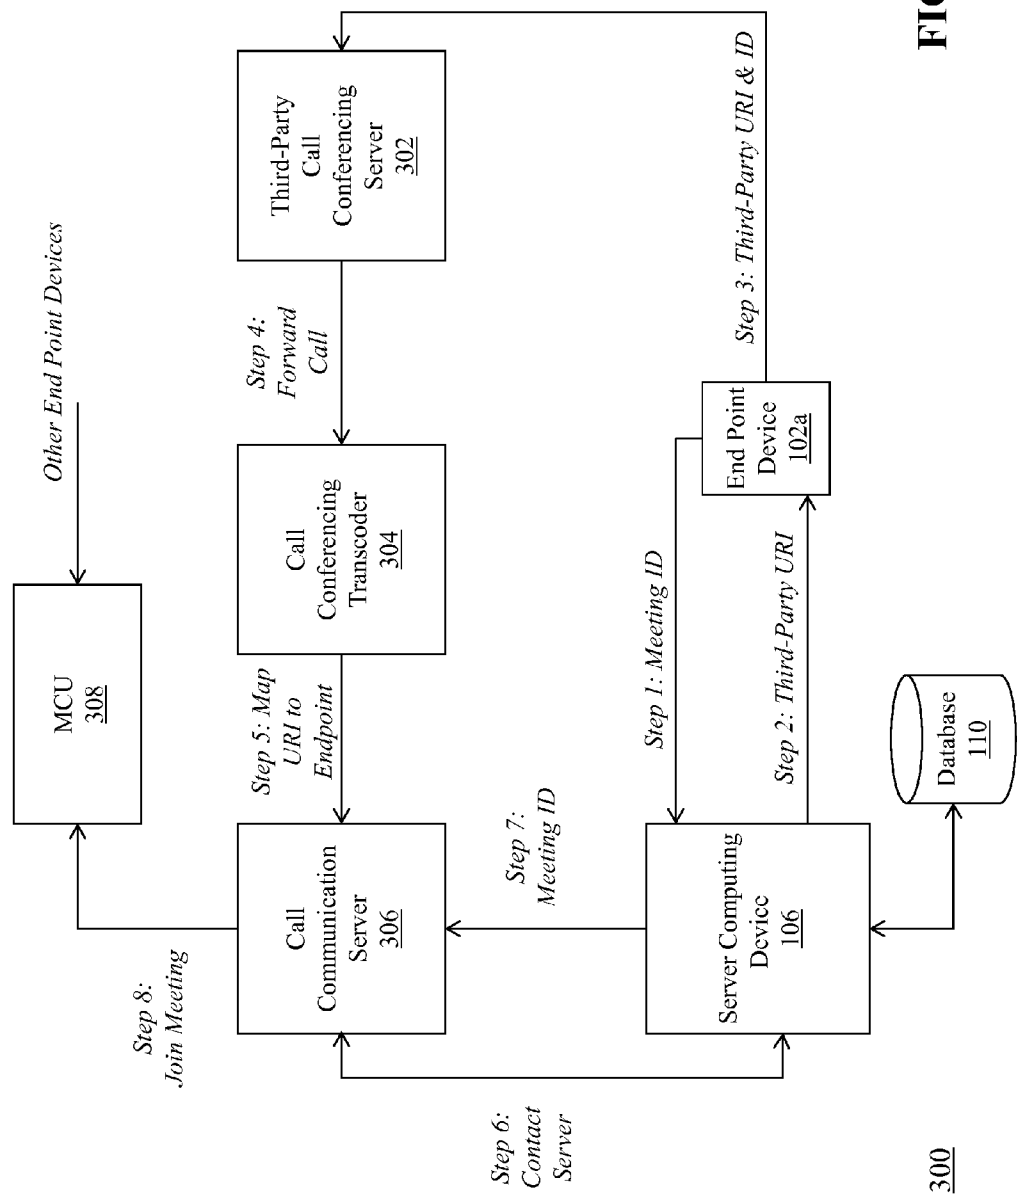 Other End Point Devices
MCU
308
Step 8:
Join Meeting
Call
Communication
Server
306
Step 5: Map
URI to
Endpoint
Call
Conferencing
Transcoder
304
Step 4:
Forward
Call
Third-Party
Call
Conferencing
Server
302
Step 6:
Contact
Server
Step 7:
Meeting ID
Server Computing
Device
106
Step 1: Meeting ID
Step 2: Third-Party URI
End Point
Device
102a
Step 3: Third-Party URI & ID
Database
110
300